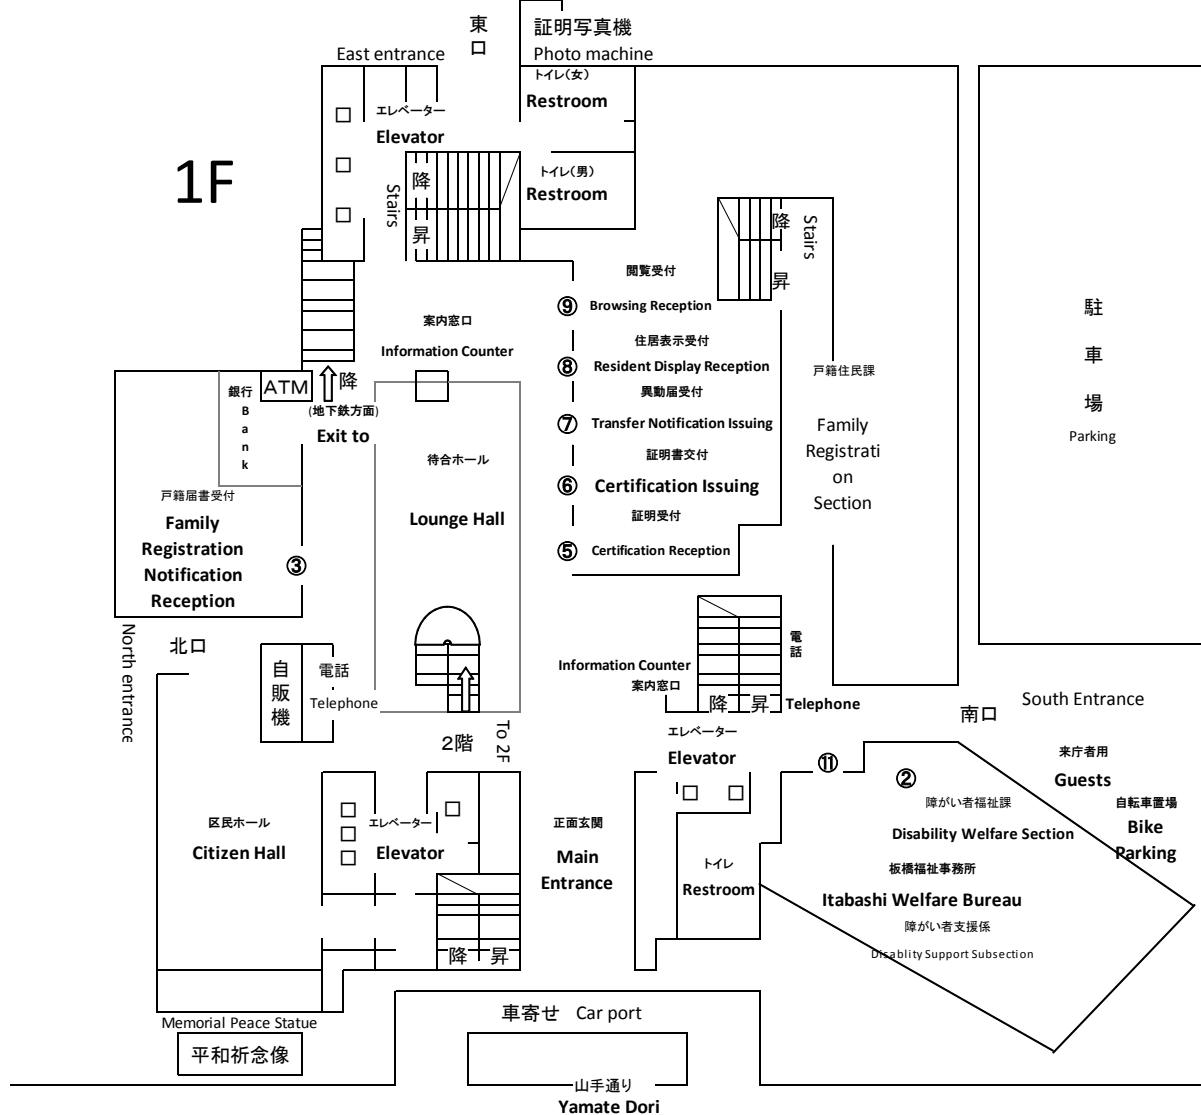 東口
証明写真機
East entrance
Photo machine
トイレ(女)
Restroom
エレベーター
Elevator
1F
トイレ(男)
Restroom
Stairs
降
昇
降
昇
Stairs
閲覧受付
⑨ Browsing Reception
案内窓口
Information Counter
住居表示受付
⑧ Resident Display Reception
異動届受付
⑦ Transfer Notification Issuing
証明書交付
⑥ Certification Issuing
証明受付
⑤ Certification Reception
戸籍住民課
Family
Registrati
on
Section
駐車場
Parking
銀行
Bank
ATM
降
(地下鉄方面)
Exit to
待合ホール
Lounge Hall
戸籍届書受付
Family
Registration
Notification
Reception
③
North entrance
北口
自販機
電話
Telephone
2階
To 2F
Information Counter
案内窓口
降 昇
電話
Telephone
エレベーター
Elevator
南口
South Entrance
⑪
②
来庁者用
Guests
自転車置場
Bike
Parking
障がい者福祉課
Disability Welfare Section
板橋福祉事務所
Itabashi Welfare Bureau
障がい者支援係
Disablity Support Subsection
区民ホール
Citizen Hall
エレベーター
Elevator
正面玄関
Main
Entrance
トイレ
Restroom
降 昇
車寄せ Car port
Memorial Peace Statue
平和祈念像
山手通り
Yamate Dori